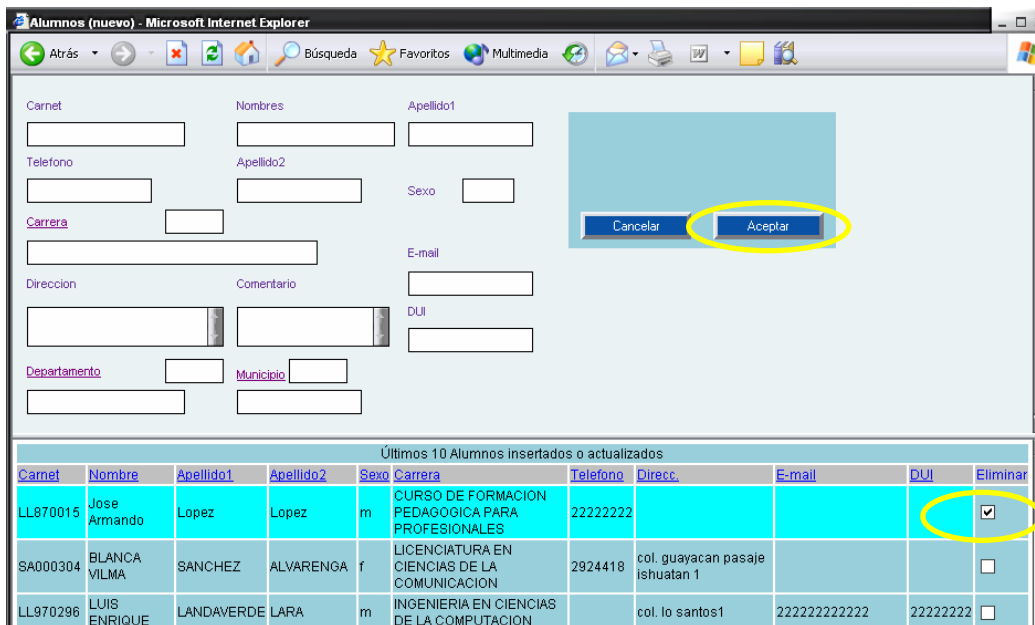 Alumnos (nuevo) - Microsoft Internet Explorer
Atrás Búsqueda Favoritos Multimedia
Carnet Nombres Apellido1
Telefono Apellido2
Sexo
Carrera
Cancelar Aceptar
E-mail
Direccion Comentario
DUI
Departamento Municipio
Últimos 10 Alumnos insertados o actualizados
Carnet Nombre Apellido1 Apellido2 Sexo Carrera Telefono Direcc. E-mail DUI Eliminar
LL870015 Jose Armando Lopez Lopez m CURSO DE FORMACION PEDAGOGICA PARA PROFESIONALES 22222222
SA000304 BLANCA VILMA SANCHEZ ALVARENGA f LICENCIATURA EN CIENCIAS DE LA COMUNICACION 2924418 col. guayacan pasaje ishuatan 1
LL970296 LUIS ENRIQUE LANDAVERDE LARA m INGENIERIA EN CIENCIAS DE LA COMPUTACION col. lo santos1 222222222222 22222222